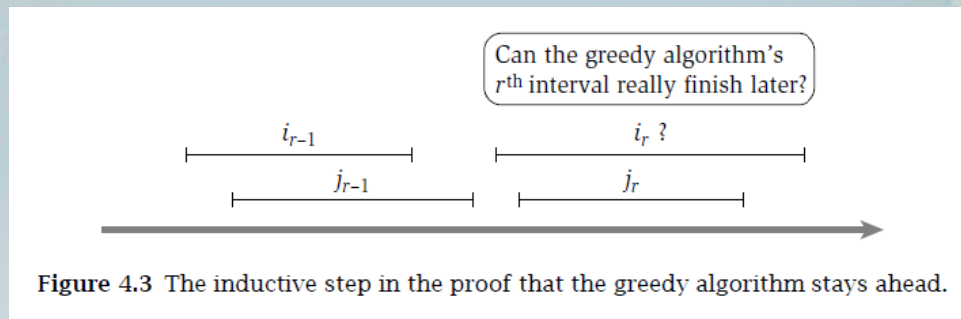 Can the greedy algorithm's
rth interval really finish later?
i_{r-1}
i_r ?
j_{r-1}
j_r
Figure 4.3 The inductive step in the proof that the greedy algorithm stays ahead.